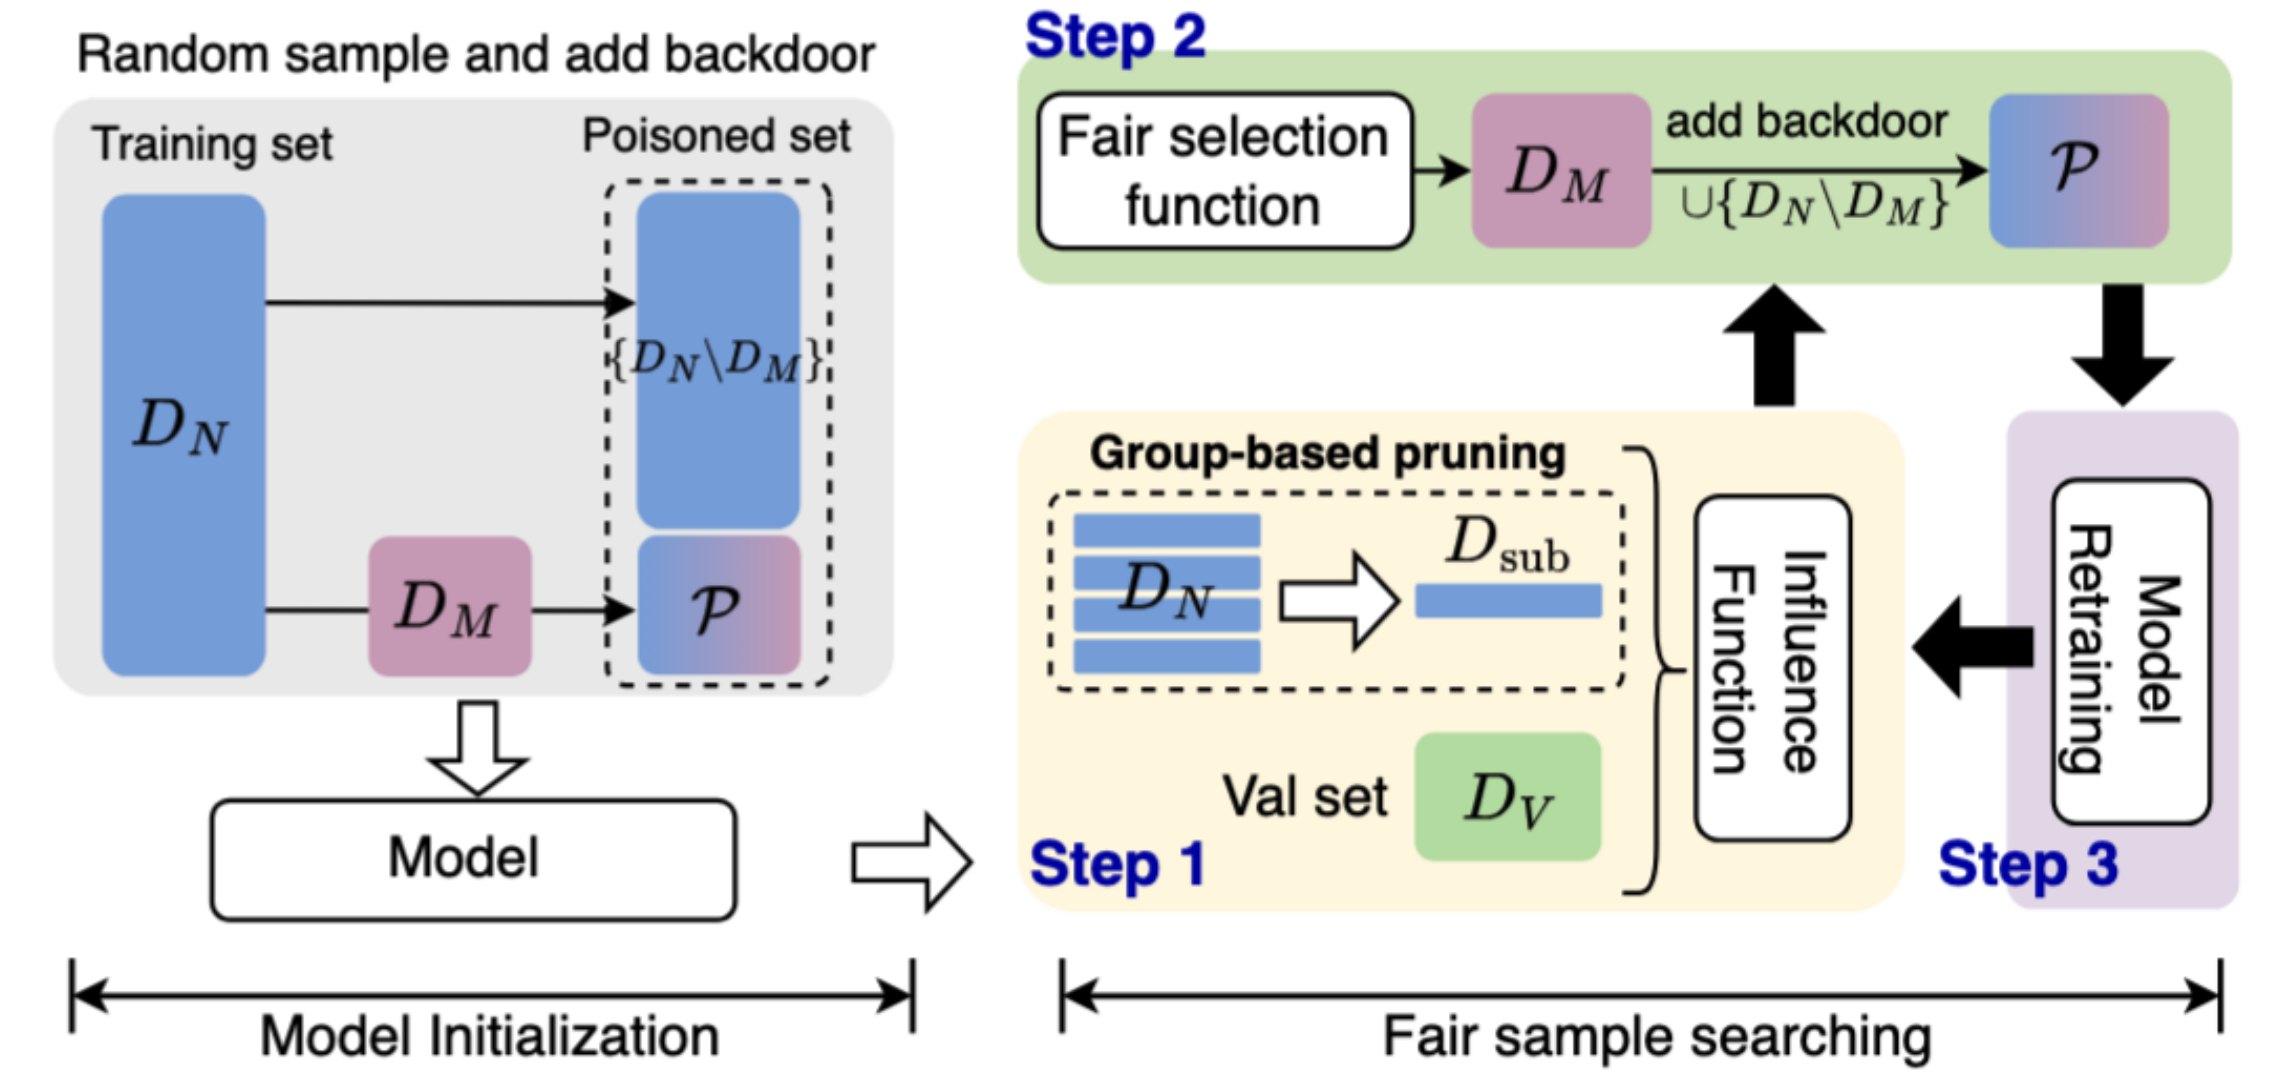 Random sample and add backdoor
Training set
Poisoned set
D_N
{D_N\D_M}
D_M
𝒫
Model
Model Initialization
Step 2
Fair selection
function
D_M
add backdoor
∪{D_N\D_M}
𝒫
Group-based pruning
D_N
D_sub
Val set
D_V
Influence
Function
Step 1
Model
Retraining
Step 3
Fair sample searching